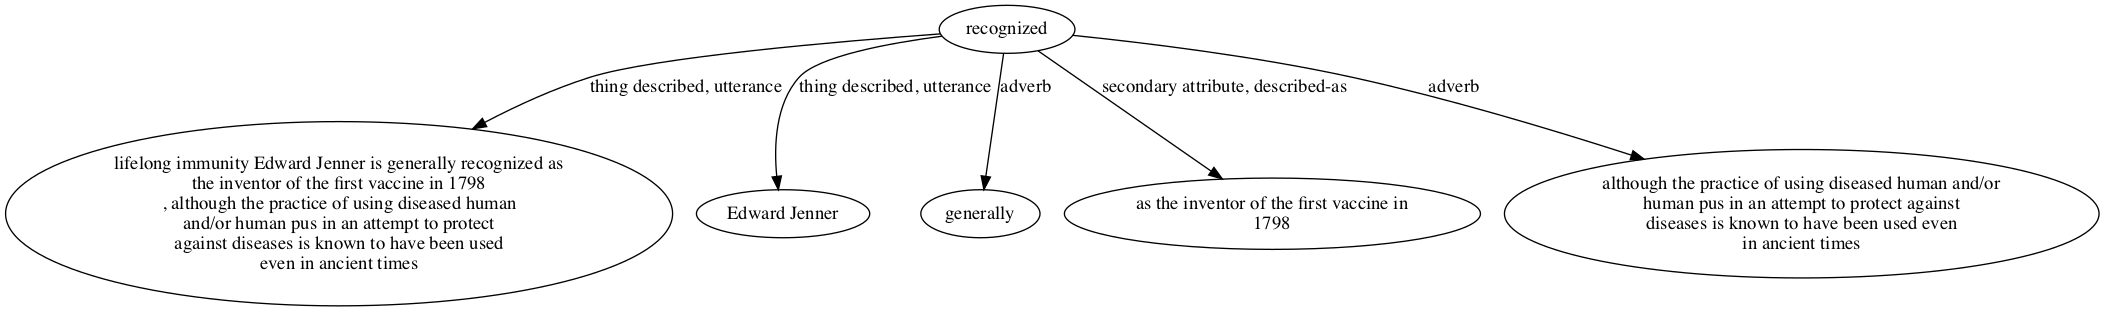 recognized
thing described, utterance
thing described, utterance
adverb
secondary attribute, described-as
adverb
lifelong immunity Edward Jenner is generally recognized as
the inventor of the first vaccine in 1798
, although the practice of using diseased human
and/or human pus in an attempt to protect
against diseases is known to have been used
even in ancient times
Edward Jenner
generally
as the inventor of the first vaccine in
1798
although the practice of using diseased human and/or
human pus in an attempt to protect against
diseases is known to have been used even
in ancient times